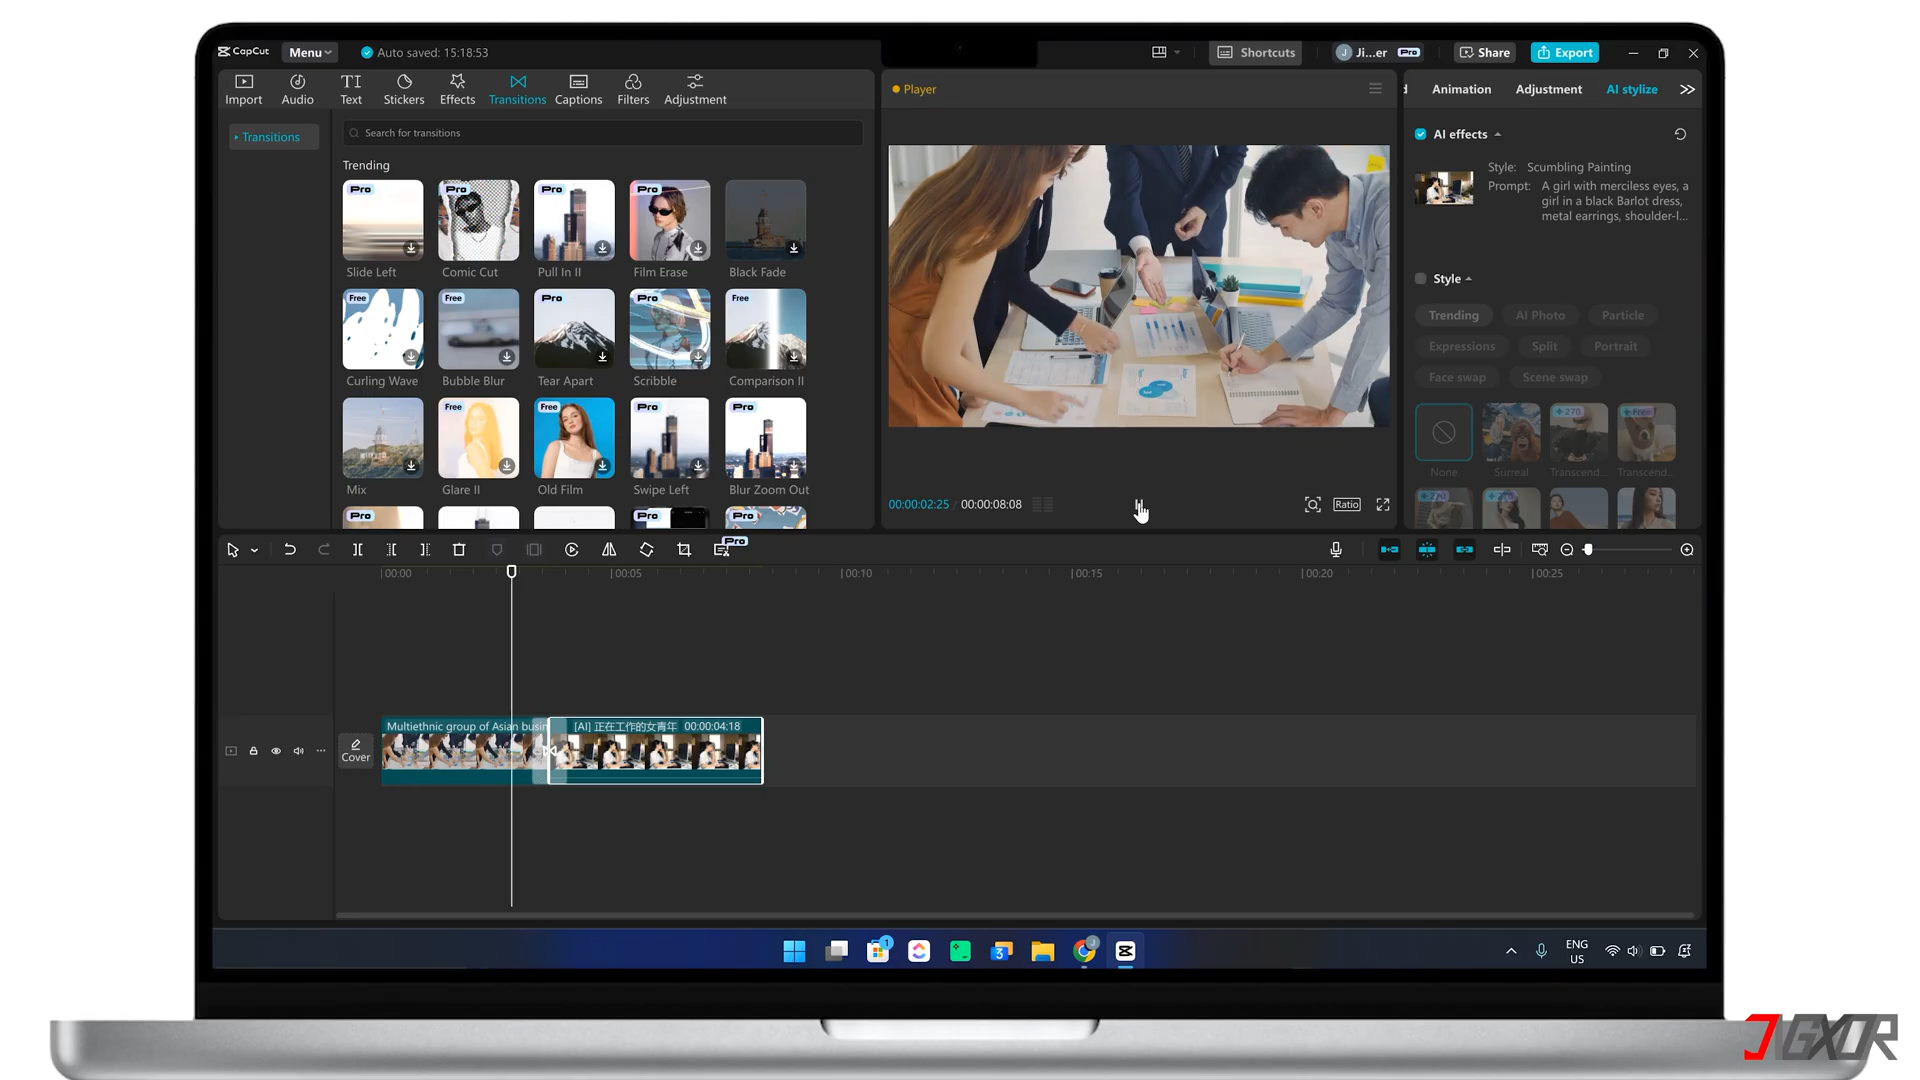 CapCut
Menu
Auto saved: 15:18:53
Shortcuts
Ji...er
Pro
Share
Export
Import
Audio
Text
Stickers
Effects
Transitions
Captions
Filters
Adjustment
Player
Animation
Adjustment
AI stylize
Transitions
Search for transitions
AI effects
Trending
Style: Scumbling Painting
Prompt: A girl with merciless eyes, a
girl in a black Barlot dress,
metal earrings, shoulder-l...
Pro
Pro
Pro
Pro
Slide Left
Comic Cut
Pull In II
Film Erase
Black Fade
Style
Free
Free
Pro
Pro
Free
Trending
AI Photo
Particle
Expressions
Split
Portrait
Curling Wave
Bubble Blur
Tear Apart
Scribble
Comparison II
Face swap
Scene swap
Free
Free
Pro
Pro
270
Free
None
Surreal
Transcend...
Transcend...
Mix
Glare II
Old Film
Swipe Left
Blur Zoom Out
270
270
00:00:02:25 / 00:00:08:08
Ratio
Pro
Pro
Pro
Pro
00:00
00:05
00:10
00:15
00:20
00:25
Multiethnic group of Asian busin
[AI] 正在工作的女青年 00:00:04:18
Cover
1
3
J
ENG
US
JGXOR